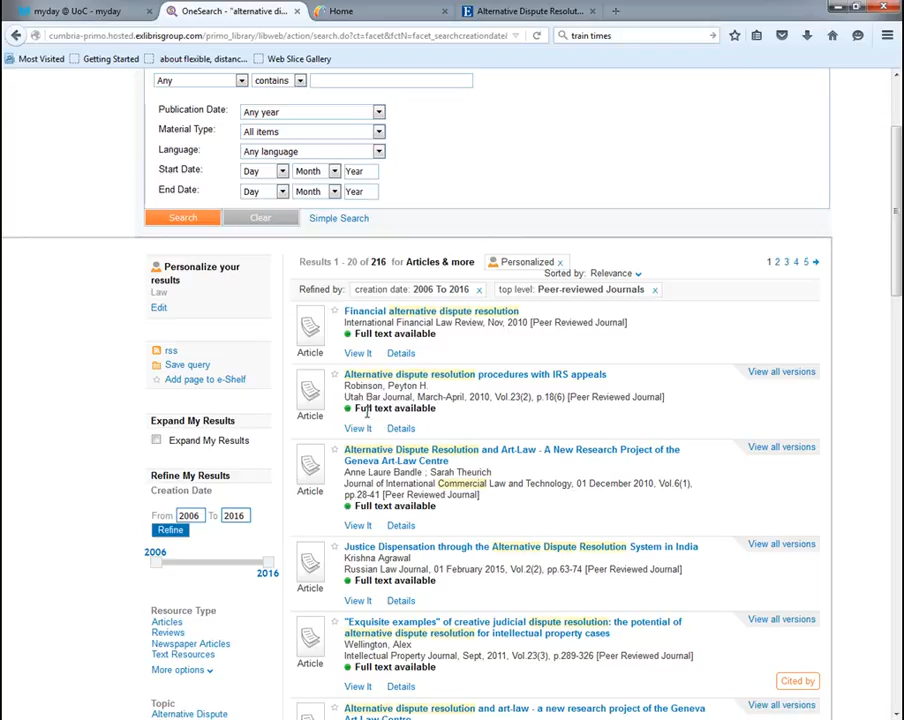 myday @ UoC - myday
OneSearch - "alternative di...
Home
Alternative Dispute Resolut...
cumbria-primo.hosted.exlibrisgroup.com/primo_library/libweb/action/search.do?ct=facet&fctN=facet_searchcreationdate
train times
Most Visited
Getting Started
about flexible, distanc...
Web Slice Gallery
Any contains
Publication Date: Any year
Material Type: All items
Language: Any language
Start Date: Day Month Year
End Date: Day Month Year
Search Clear Simple Search
Personalize your
results
Law
Edit
rss
Save query
Add page to e-Shelf
Expand My Results
Expand My Results
Refine My Results
Creation Date
From 2006 To 2016
Refine
2006
2016
Resource Type
Articles
Reviews
Newspaper Articles
Text Resources
More options
Topic
Alternative Dispute
Results 1 - 20 of 216 for Articles & more
Personalized x
1 2 3 4 5
Sorted by: Relevance
Refined by: creation date: 2006 To 2016 x top level: Peer-reviewed Journals x
Article
Financial alternative dispute resolution
International Financial Law Review, Nov, 2010 [Peer Reviewed Journal]
Full text available
View It Details
Article
Alternative dispute resolution procedures with IRS appeals
View all versions
Robinson, Peyton H.
Utah Bar Journal, March-April, 2010, Vol.23(2), p.18(6) [Peer Reviewed Journal]
Full text available
View It Details
Article
Alternative Dispute Resolution and Art-Law - A New Research Project of the
Geneva Art-Law Centre
View all versions
Anne Laure Bandle ; Sarah Theurich
Journal of International Commercial Law and Technology, 01 December 2010, Vol.6(1),
pp.28-41 [Peer Reviewed Journal]
Full text available
View It Details
Article
Justice Dispensation through the Alternative Dispute Resolution System in India
View all versions
Krishna Agrawal
Russian Law Journal, 01 February 2015, Vol.2(2), pp.63-74 [Peer Reviewed Journal]
Full text available
View It Details
Article
"Exquisite examples" of creative judicial dispute resolution: the potential of
alternative dispute resolution for intellectual property cases
View all versions
Wellington, Alex
Intellectual Property Journal, Sept, 2011, Vol.23(3), p.289-326 [Peer Reviewed Journal]
Full text available
View It Details
Cited by
Alternative dispute resolution and art-law - a new research project of the Geneva
Art Law Centre
View all versions